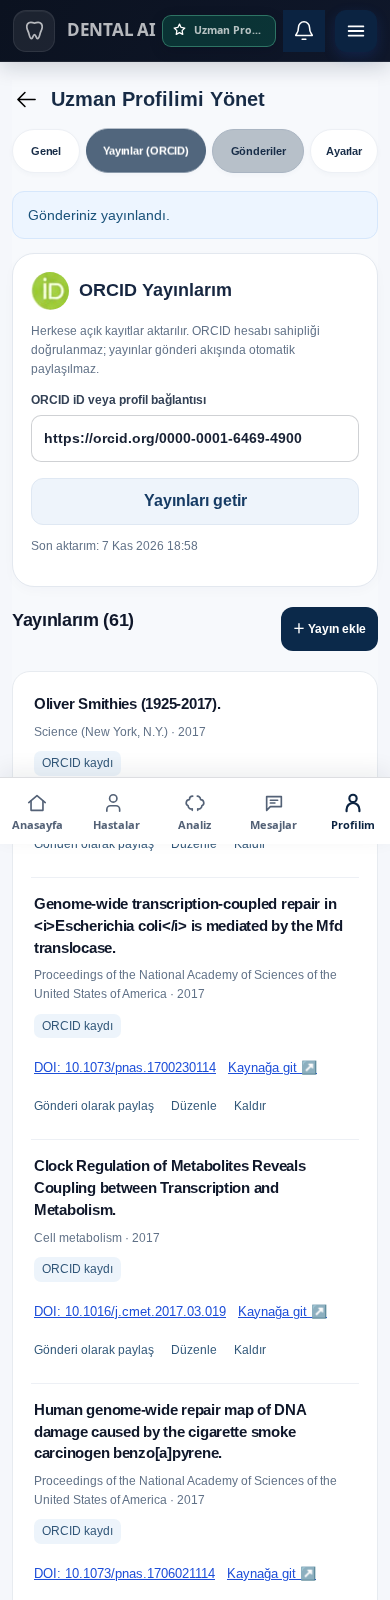 DENTAL AI
Uzman Pro...
Uzman Profilimi Yönet
Genel
Yayınlar (ORCID)
Gönderiler
Ayarlar
Gönderiniz yayınlandı.
iD
ORCID Yayınlarım
Herkese açık kayıtlar aktarılır. ORCID hesabı sahipliği
doğrulanmaz; yayınlar gönderi akışında otomatik
paylaşılmaz.
ORCID iD veya profil bağlantısı
https://orcid.org/0000-0001-6469-4900
Yayınları getir
Son aktarım: 7 Kas 2026 18:58
Yayınlarım (61)
+ Yayın ekle
Oliver Smithies (1925-2017).
Science (New York, N.Y.) · 2017
ORCID kaydı
Anasayfa
Hastalar
Analiz
Mesajlar
Profilim
Gönderi olarak paylaş Düzenle Kaldır
Genome-wide transcription-coupled repair in
<i>Escherichia coli</i> is mediated by the Mfd
translocase.
Proceedings of the National Academy of Sciences of the
United States of America · 2017
ORCID kaydı
DOI: 10.1073/pnas.1700230114 Kaynağa git ↗
Gönderi olarak paylaş Düzenle Kaldır
Clock Regulation of Metabolites Reveals
Coupling between Transcription and
Metabolism.
Cell metabolism · 2017
ORCID kaydı
DOI: 10.1016/j.cmet.2017.03.019 Kaynağa git ↗
Gönderi olarak paylaş Düzenle Kaldır
Human genome-wide repair map of DNA
damage caused by the cigarette smoke
carcinogen benzo[a]pyrene.
Proceedings of the National Academy of Sciences of the
United States of America · 2017
ORCID kaydı
DOI: 10.1073/pnas.1706021114 Kaynağa git ↗